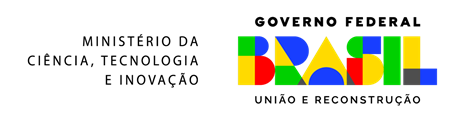 MINISTÉRIO DA
CIÊNCIA, TECNOLOGIA
E INOVAÇÃO
GOVERNO FEDERAL
BRASIL
UNIÃO E RECONSTRUÇÃO